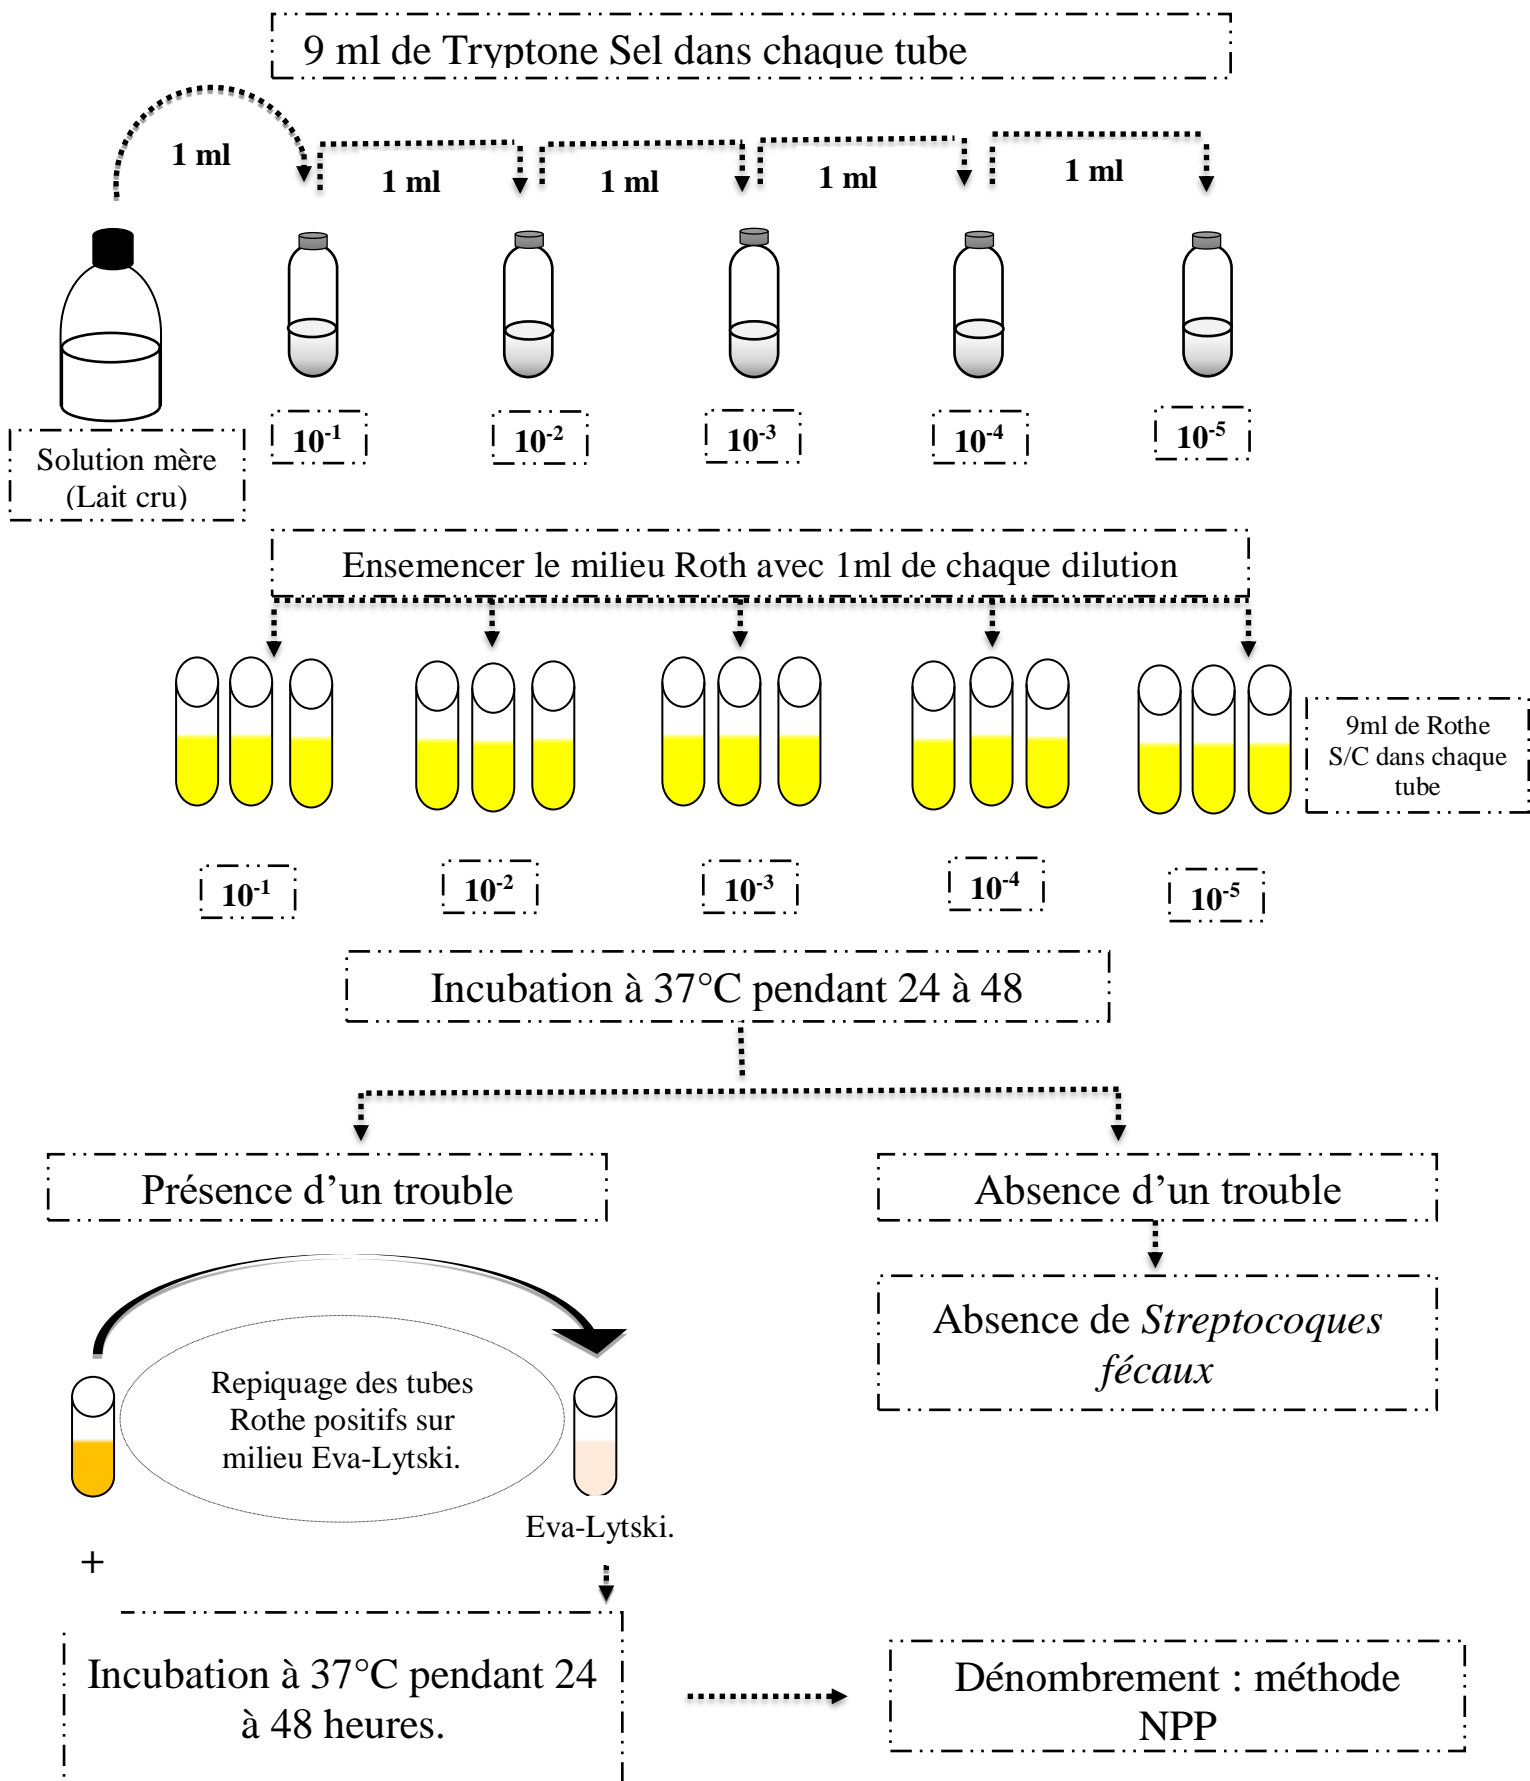 9 ml de Tryptone Sel dans chaque tube
1 ml
1 ml
1 ml
1 ml
1 ml
10-1
10-2
10-3
10-4
10-5
Solution mère
(Lait cru)
Ensemencer le milieu Roth avec 1ml de chaque dilution
9ml de Rothe
S/C dans chaque
tube
10-1
10-2
10-3
10-4
10-5
Incubation à 37°C pendant 24 à 48
Présence d’un trouble
Absence d’un trouble
Absence de Streptocoques
fécaux
Repiquage des tubes
Rothe positifs sur
milieu Eva-Lytski.
Eva-Lytski.
+
Incubation à 37°C pendant 24
à 48 heures.
Dénombrement : méthode
NPP